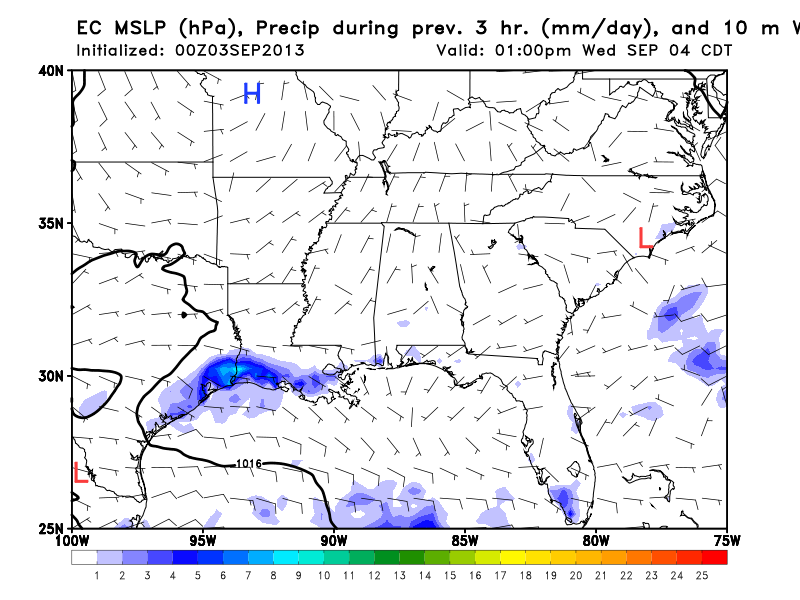 EC MSLP (hPa), Precip during prev. 3 hr. (mm/day), and 10 m W
Initialized: 00Z03SEP2013 Valid: 01:00pm Wed SEP 04 CDT
40N
H
35N
L
30N
L
1016
25N
100W 95W 90W 85W 80W 75W
1 2 3 4 5 6 7 8 9 10 11 12 13 14 15 16 17 18 19 20 21 22 23 24 25